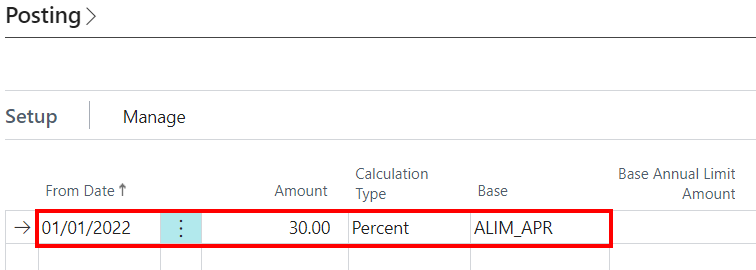 Posting >
Setup Manage
From Date ↑ Amount Calculation Type Base Base Annual Limit Amount
→ 01/01/2022 ⋮ 30.00 Percent ALIM_APR